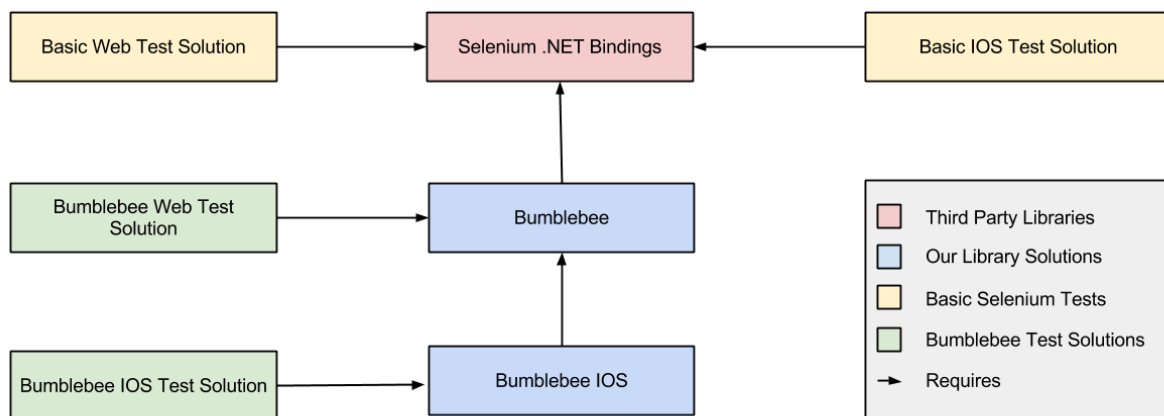 Basic Web Test Solution
Selenium .NET Bindings
Basic IOS Test Solution
Bumblebee Web Test
Solution
Bumblebee
Bumblebee IOS Test Solution
Bumblebee IOS
Third Party Libraries
Our Library Solutions
Basic Selenium Tests
Bumblebee Test Solutions
Requires